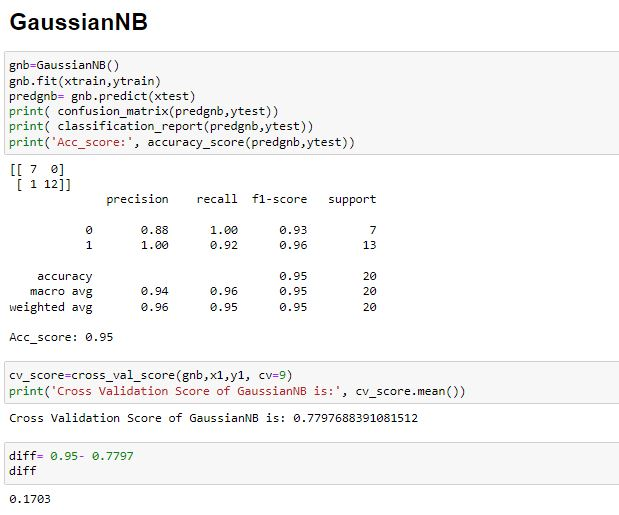 GaussianNB
gnb=GaussianNB()
gnb.fit(xtrain,ytrain)
predgnb= gnb.predict(xtest)
print( confusion_matrix(predgnb,ytest))
print( classification_report(predgnb,ytest))
print('Acc_score:', accuracy_score(predgnb,ytest))
[[ 7  0]
 [ 1 12]]
              precision    recall  f1-score   support

           0       0.88      1.00      0.93         7
           1       1.00      0.92      0.96        13

    accuracy                           0.95        20
   macro avg       0.94      0.96      0.95        20
weighted avg       0.96      0.95      0.95        20

Acc_score: 0.95
cv_score=cross_val_score(gnb,x1,y1, cv=9)
print('Cross Validation Score of GaussianNB is:', cv_score.mean())
Cross Validation Score of GaussianNB is: 0.7797688391081512
diff= 0.95- 0.7797
diff
0.1703